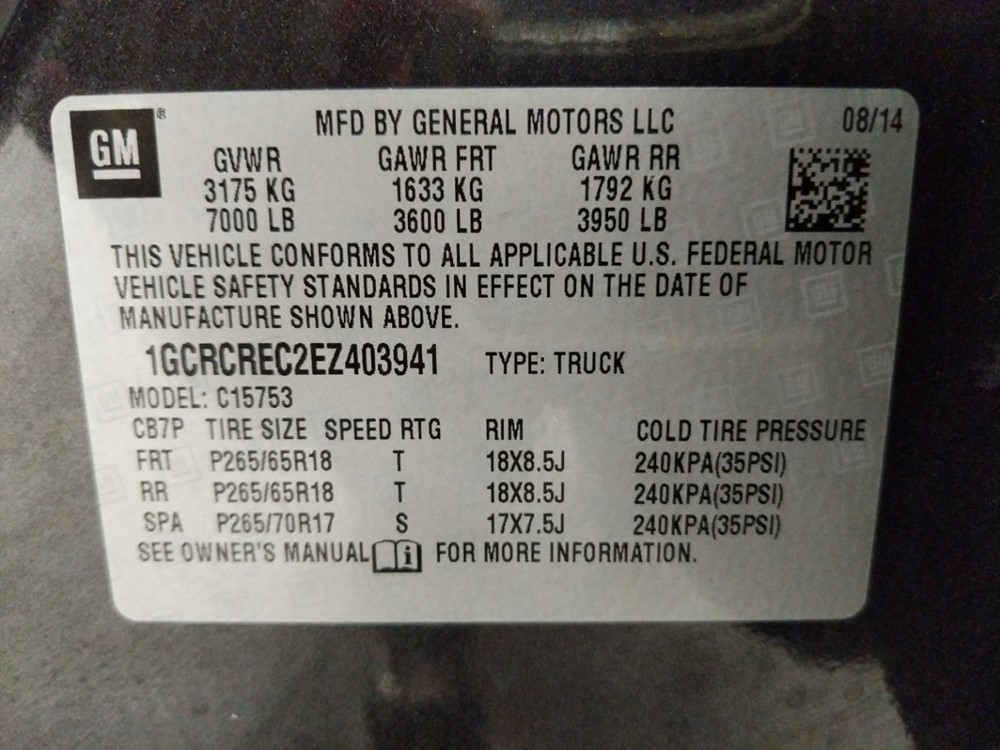 GM® MFD BY GENERAL MOTORS LLC 08/14
GVWR GAWR FRT GAWR RR
3175 KG 1633 KG 1792 KG
7000 LB 3600 LB 3950 LB
THIS VEHICLE CONFORMS TO ALL APPLICABLE U.S. FEDERAL MOTOR
VEHICLE SAFETY STANDARDS IN EFFECT ON THE DATE OF
MANUFACTURE SHOWN ABOVE.
1GCRCREC2EZ403941 TYPE: TRUCK
MODEL: C15753
CB7P TIRE SIZE SPEED RTG RIM COLD TIRE PRESSURE
FRT P265/65R18 T 18X8.5J 240KPA(35PSI)
RR P265/65R18 T 18X8.5J 240KPA(35PSI)
SPA P265/70R17 S 17X7.5J 240KPA(35PSI)
SEE OWNER'S MANUAL i FOR MORE INFORMATION.